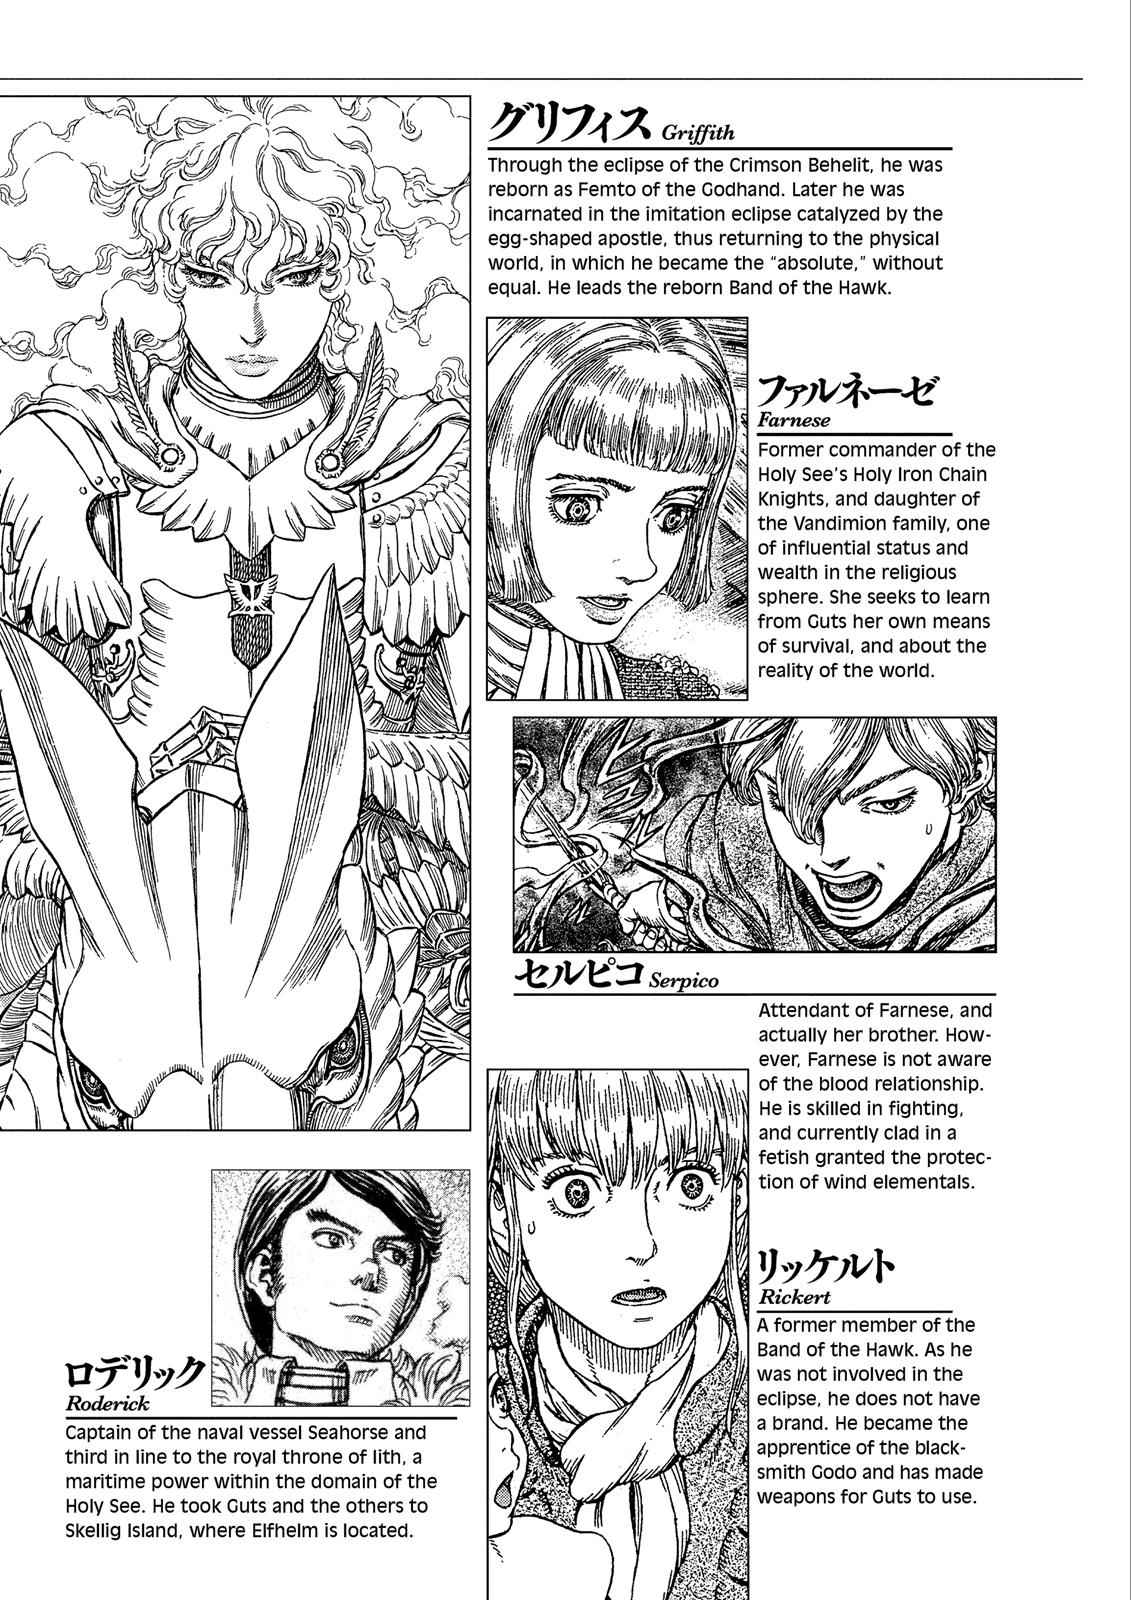 グリフィス Griffith
Through the eclipse of the Crimson Behelit, he was
reborn as Femto of the Godhand. Later he was
incarnated in the imitation eclipse catalyzed by the
egg-shaped apostle, thus returning to the physical
world, in which he became the “absolute,” without
equal. He leads the reborn Band of the Hawk.
ファルネーゼ
Farnese
Former commander of the
Holy See’s Holy Iron Chain
Knights, and daughter of
the Vandimion family, one
of influential status and
wealth in the religious
sphere. She seeks to learn
from Guts her own means
of survival, and about the
reality of the world.
セルピコ Serpico
Attendant of Farnese, and
actually her brother. How-
ever, Farnese is not aware
of the blood relationship.
He is skilled in fighting,
and currently clad in a
fetish granted the protec-
tion of wind elementals.
リッケルト
Rickert
A former member of the
Band of the Hawk. As he
was not involved in the
eclipse, he does not have
a brand. He became the
apprentice of the black-
smith Godo and has made
weapons for Guts to use.
ロデリック
Roderick
Captain of the naval vessel Seahorse and
third in line to the royal throne of Iith, a
maritime power within the domain of the
Holy See. He took Guts and the others to
Skellig Island, where Elfhelm is located.